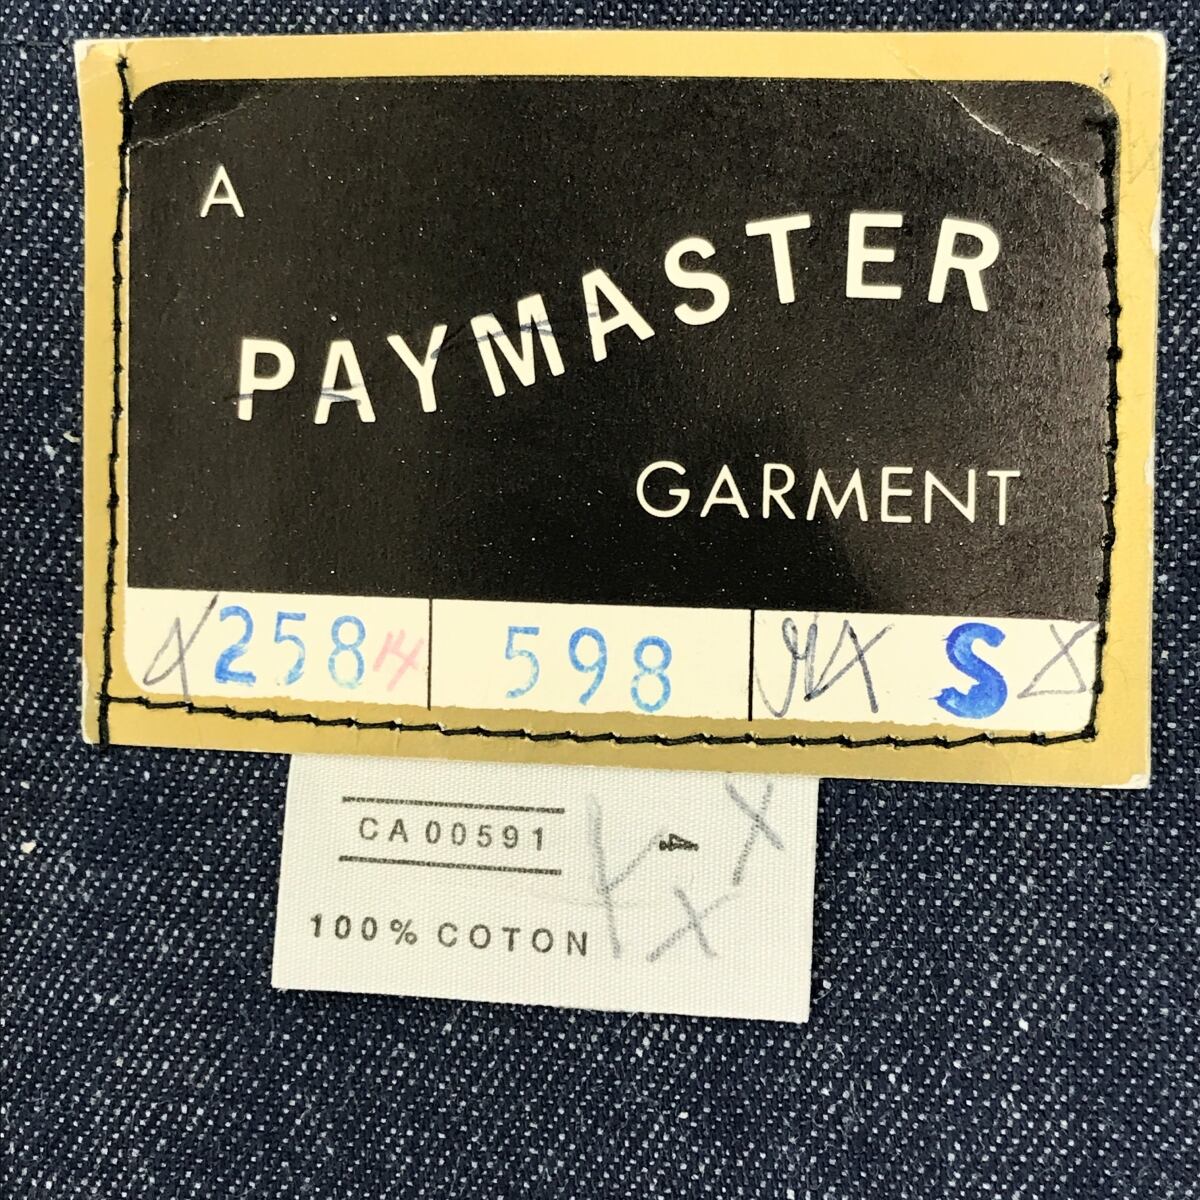 A
PAYMASTER
GARMENT
258 598 S
CA 00591
100% COTON